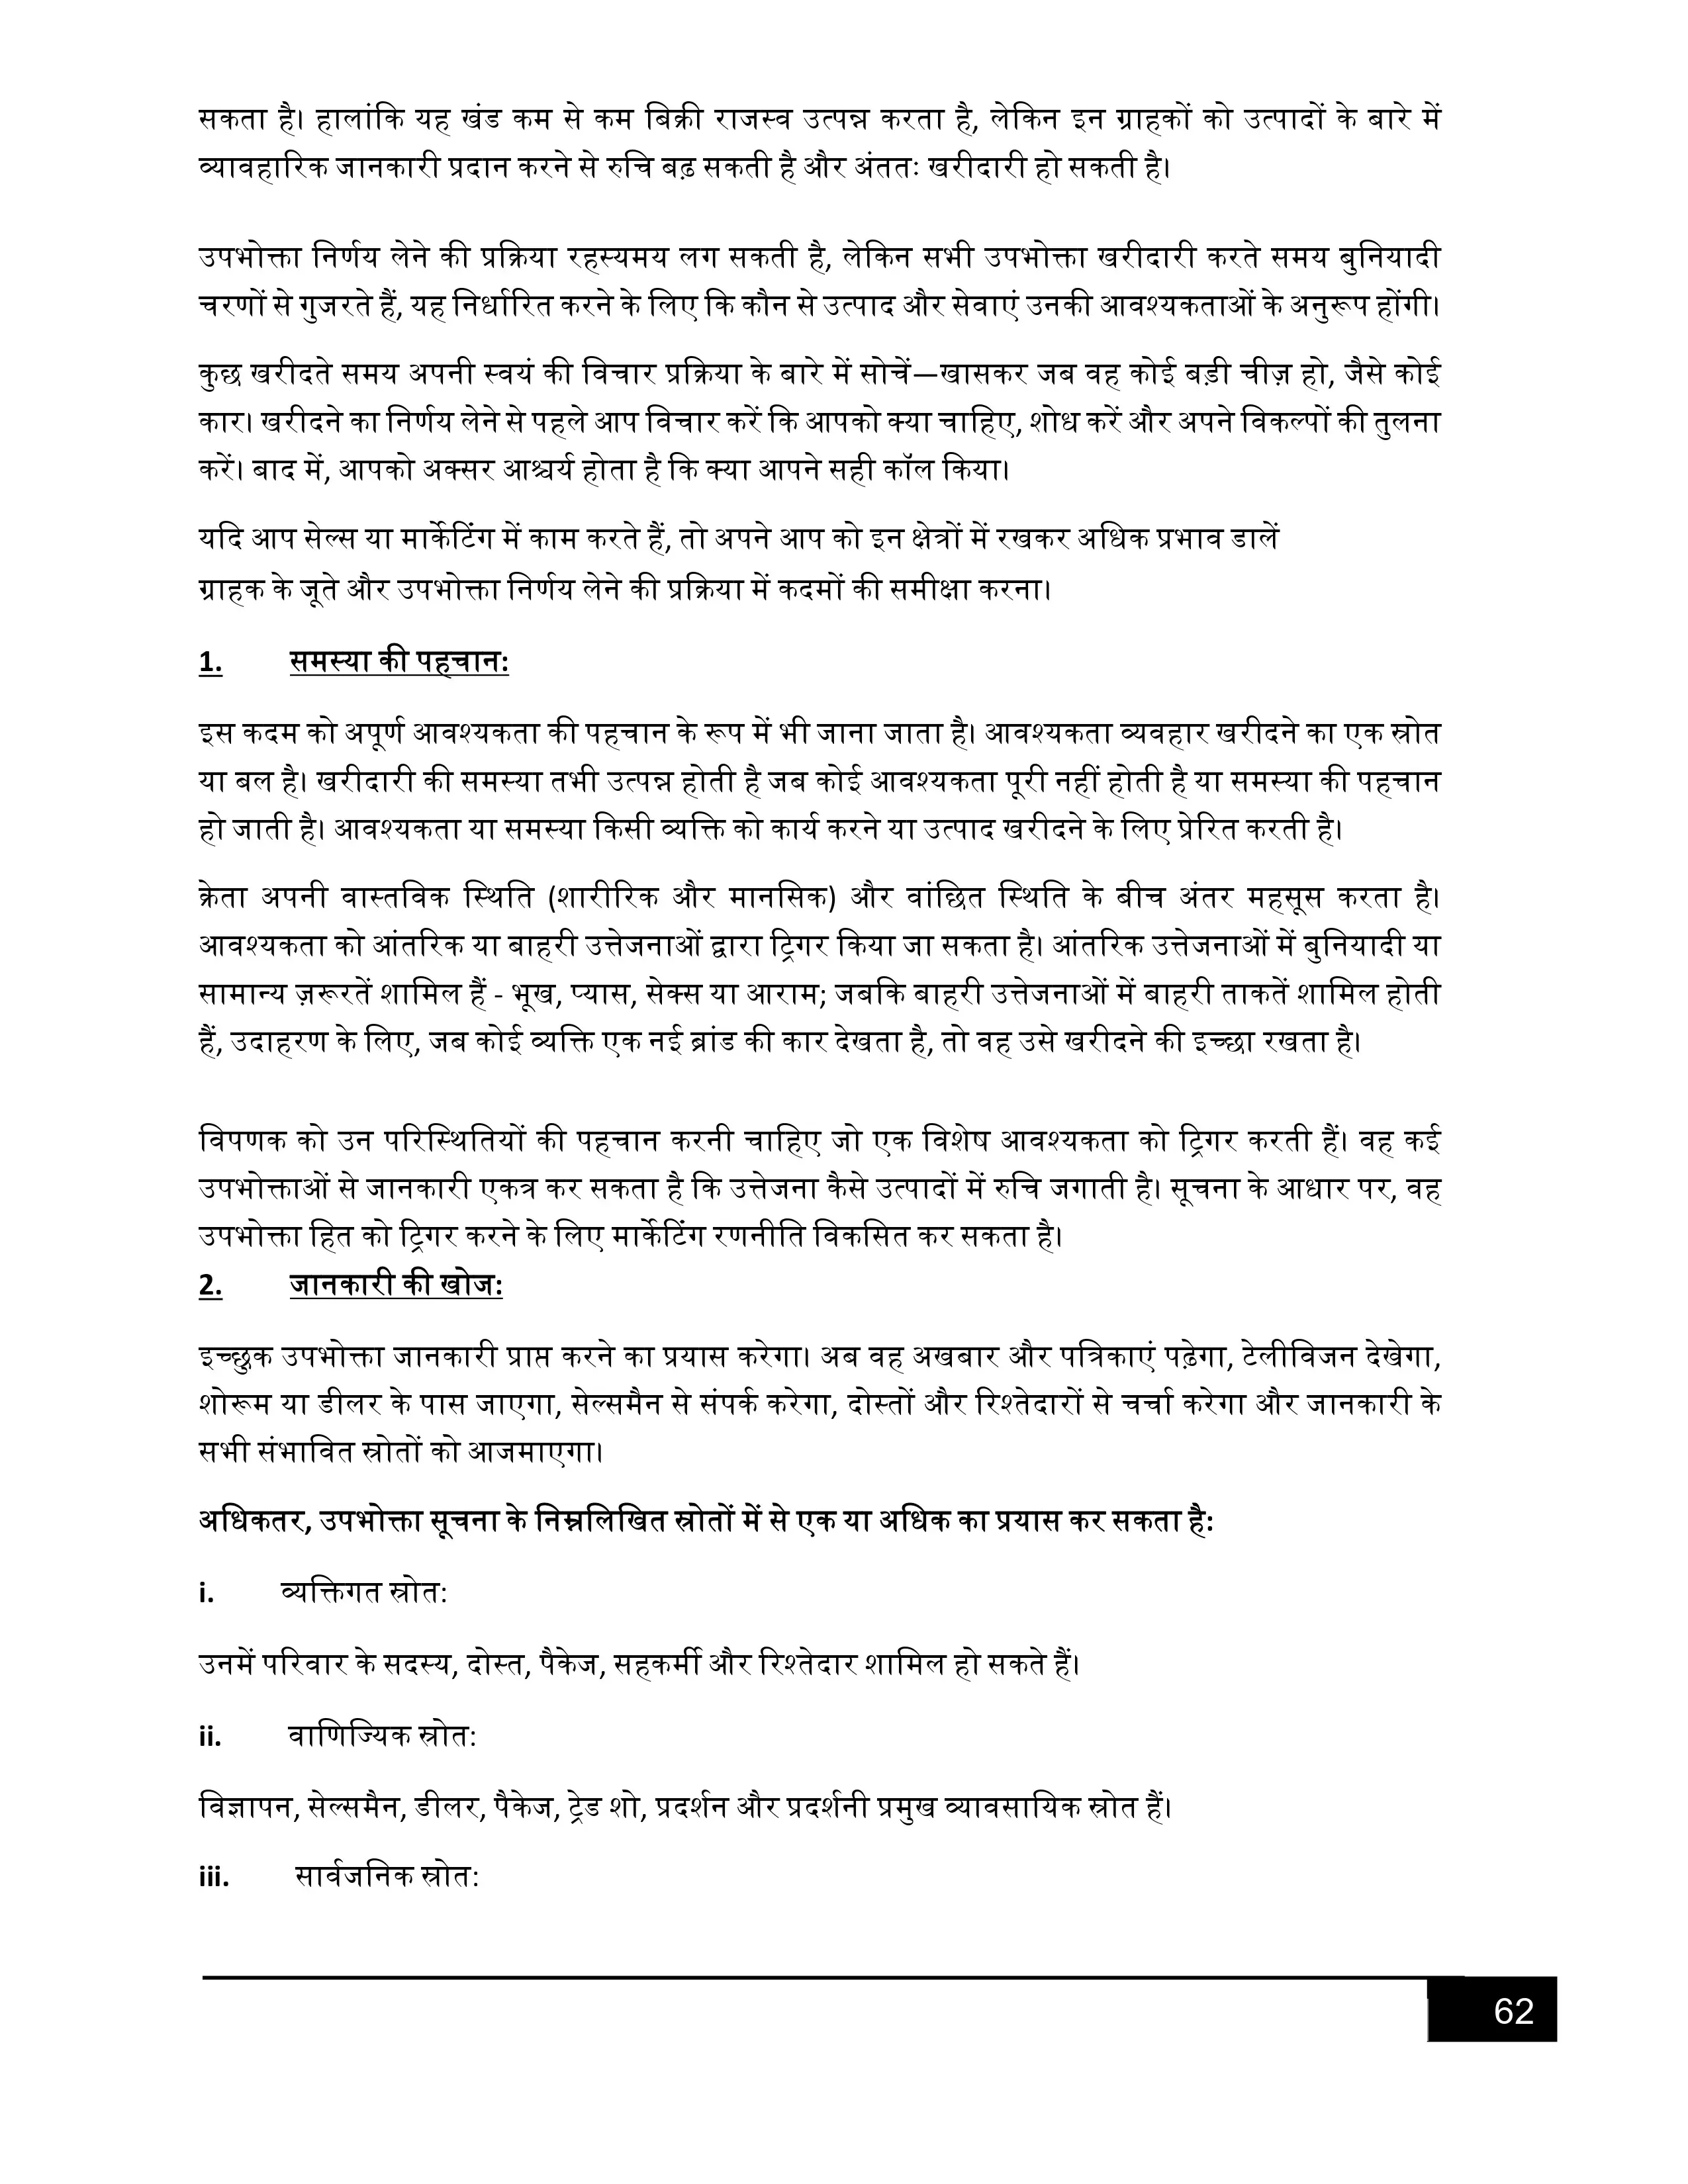 सकता है। हालांकि यह खंड कम से कम बिक्री राजस्व उत्पन्न करता है, लेकिन इन ग्राहकों को उत्पादों के बारे में
व्यावहारिक जानकारी प्रदान करने से रुचि बढ़ सकती है और अंततः खरीदारी हो सकती है।
उपभोक्ता निर्णय लेने की प्रक्रिया रहस्यमय लग सकती है, लेकिन सभी उपभोक्ता खरीदारी करते समय बुनियादी
चरणों से गुजरते हैं, यह निर्धारित करने के लिए कि कौन से उत्पाद और सेवाएं उनकी आवश्यकताओं के अनुरूप होंगी।
कुछ खरीदते समय अपनी स्वयं की विचार प्रक्रिया के बारे में सोचें—खासकर जब वह कोई बड़ी चीज़ हो, जैसे कोई
कार। खरीदने का निर्णय लेने से पहले आप विचार करें कि आपको क्या चाहिए, शोध करें और अपने विकल्पों की तुलना
करें। बाद में, आपको अक्सर आश्चर्य होता है कि क्या आपने सही कॉल किया।
यदि आप सेल्स या मार्केटिंग में काम करते हैं, तो अपने आप को इन क्षेत्रों में रखकर अधिक प्रभाव डालें
ग्राहक के जूते और उपभोक्ता निर्णय लेने की प्रक्रिया में कदमों की समीक्षा करना।
1. समस्या की पहचान:
इस कदम को अपूर्ण आवश्यकता की पहचान के रूप में भी जाना जाता है। आवश्यकता व्यवहार खरीदने का एक स्रोत
या बल है। खरीदारी की समस्या तभी उत्पन्न होती है जब कोई आवश्यकता पूरी नहीं होती है या समस्या की पहचान
हो जाती है। आवश्यकता या समस्या किसी व्यक्ति को कार्य करने या उत्पाद खरीदने के लिए प्रेरित करती है।
क्रेता अपनी वास्तविक स्थिति (शारीरिक और मानसिक) और वांछित स्थिति के बीच अंतर महसूस करता है।
आवश्यकता को आंतरिक या बाहरी उत्तेजनाओं द्वारा ट्रिगर किया जा सकता है। आंतरिक उत्तेजनाओं में बुनियादी या
सामान्य ज़रूरतें शामिल हैं - भूख, प्यास, सेक्स या आराम; जबकि बाहरी उत्तेजनाओं में बाहरी ताकतें शामिल होती
हैं, उदाहरण के लिए, जब कोई व्यक्ति एक नई ब्रांड की कार देखता है, तो वह उसे खरीदने की इच्छा रखता है।
विपणक को उन परिस्थितियों की पहचान करनी चाहिए जो एक विशेष आवश्यकता को ट्रिगर करती हैं। वह कई
उपभोक्ताओं से जानकारी एकत्र कर सकता है कि उत्तेजना कैसे उत्पादों में रुचि जगाती है। सूचना के आधार पर, वह
उपभोक्ता हित को ट्रिगर करने के लिए मार्केटिंग रणनीति विकसित कर सकता है।
2. जानकारी की खोज:
इच्छुक उपभोक्ता जानकारी प्राप्त करने का प्रयास करेगा। अब वह अखबार और पत्रिकाएं पढ़ेगा, टेलीविजन देखेगा,
शोरूम या डीलर के पास जाएगा, सेल्समैन से संपर्क करेगा, दोस्तों और रिश्तेदारों से चर्चा करेगा और जानकारी के
सभी संभावित स्रोतों को आजमाएगा।
अधिकतर, उपभोक्ता सूचना के निम्नलिखित स्रोतों में से एक या अधिक का प्रयास कर सकता है:
i. व्यक्तिगत स्रोत:
उनमें परिवार के सदस्य, दोस्त, पैकेज, सहकर्मी और रिश्तेदार शामिल हो सकते हैं।
ii. वाणिज्यिक स्रोत:
विज्ञापन, सेल्समैन, डीलर, पैकेज, ट्रेड शो, प्रदर्शन और प्रदर्शनी प्रमुख व्यावसायिक स्रोत हैं।
iii. सार्वजनिक स्रोत:
62